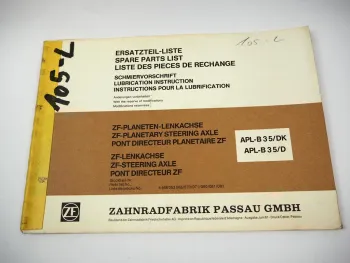 105-L
105-L
ERSATZTEIL-LISTE
SPARE PARTS LIST
LISTE DES PIECES DE RECHANGE
SCHMIERVORSCHRIFT
LUBRICATION INSTRUCTION
INSTRUCTIONS POUR LA LUBRIFICATION
ZF-PLANETEN-LENKACHSE
ZF-PLANETARY STEERING AXLE
PONT DIRECTEUR PLANETAIRE ZF
APL-B 35/DK
APL-B 35/D
ZF-LENKACHSE
ZF-STEERING AXLE
PONT DIRECTEUR ZF
ZF
ZAHNRADFABRIK PASSAU GMBH